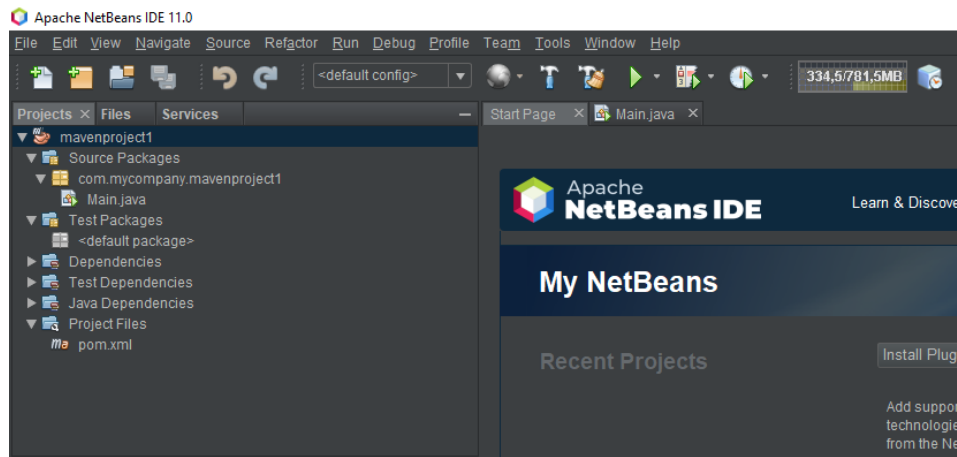 Apache NetBeans IDE 11.0
File Edit View Navigate Source Refactor Run Debug Profile Team Tools Window Help
<default config> 334,5/781,5MB
Projects Files Services
Start Page Main.java
mavenproject1
Source Packages
com.mycompany.mavenproject1
Main.java
Test Packages
<default package>
Dependencies
Test Dependencies
Java Dependencies
Project Files
ma pom.xml
Apache
NetBeans IDE
Learn & Discove
My NetBeans
Recent Projects
Install Plug
Add suppor
technologie
from the Ne